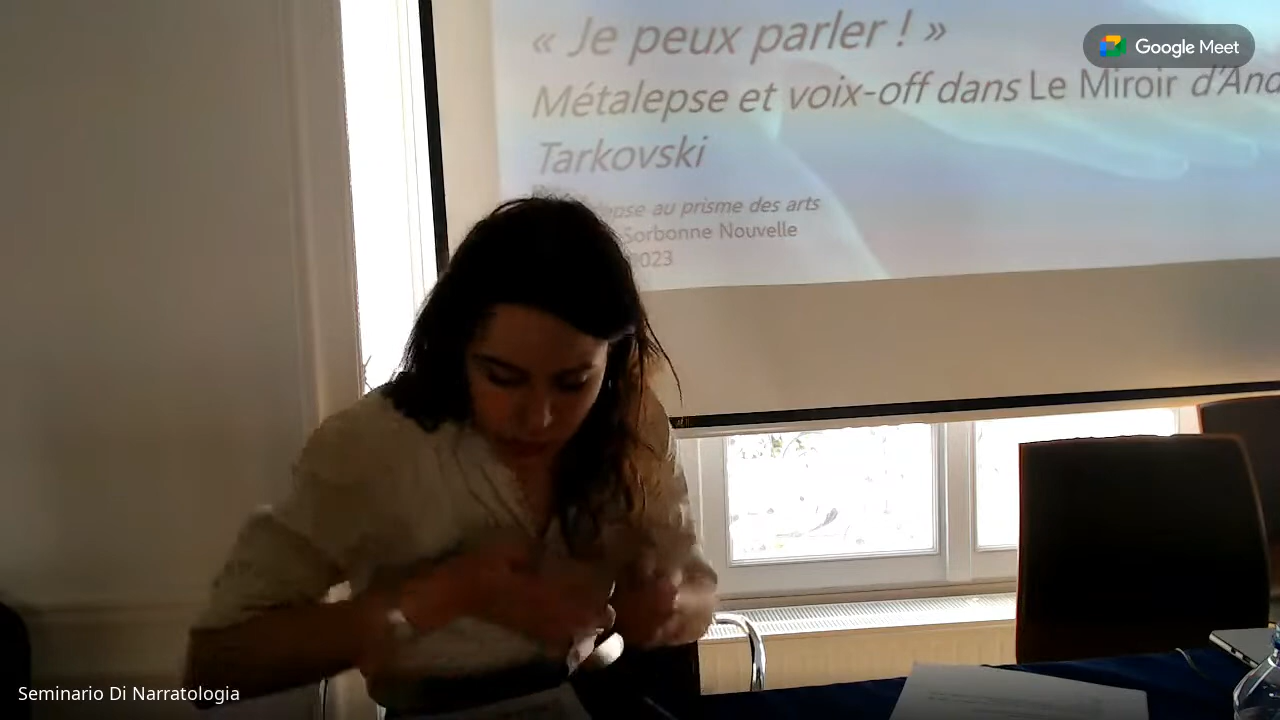 « Je peux parler ! »
Google Meet
Métalepse et voix-off dans Le Miroir d'And
Tarkovski
lepse au prisme des arts
Sorbonne Nouvelle
2023
Seminario Di Narratologia